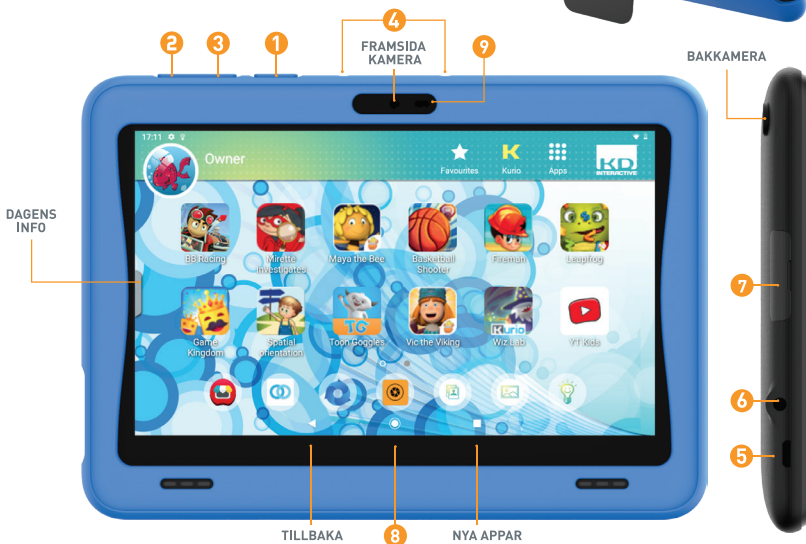 2
3
1
4
FRAMSIDA
KAMERA
9
BAKKAMERA
17:11
Owner
Favourites
K
Kurio
Apps
KD
INTERACTIVE
DAGENS
INFO
BB Racing
Mirette
investigates
Maya the Bee
Basketball
Shooter
Fireman
Leapfrog
7
TG
Kurio
Game
Kingdom
Spatial
orientation
Toon Goggles
Vic the Viking
Wiz Lab
YT Kids
6
5
TILLBAKA
8
NYA APPAR